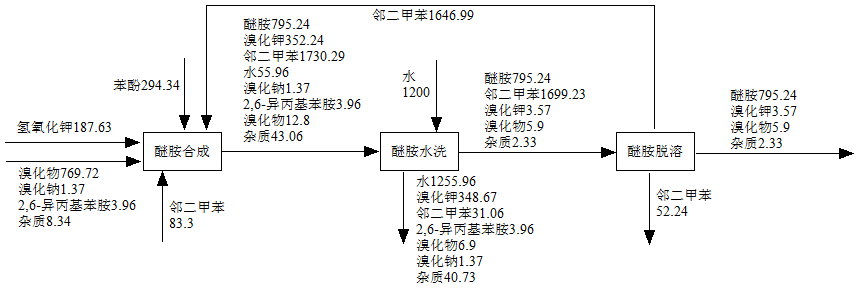 邻二甲苯1646.99
醚胺795.24
溴化钾352.24
邻二甲苯1730.29
水55.96
溴化钠1.37
2,6-异丙基苯胺3.96
溴化物12.8
杂质43.06
苯酚294.34
水
1200
醚胺795.24
邻二甲苯1699.23
溴化钾3.57
溴化物5.9
杂质2.33
醚胺795.24
溴化钾3.57
溴化物5.9
杂质2.33
氢氧化钾187.63
醚胺合成
醚胺水洗
醚胺脱溶
溴化物769.72
溴化钠1.37
2,6-异丙基苯胺3.96
杂质8.34
邻二甲苯
83.3
水1255.96
溴化钾348.67
邻二甲苯31.06
2,6-异丙基苯胺3.96
溴化物6.9
溴化钠1.37
杂质40.73
邻二甲苯
52.24